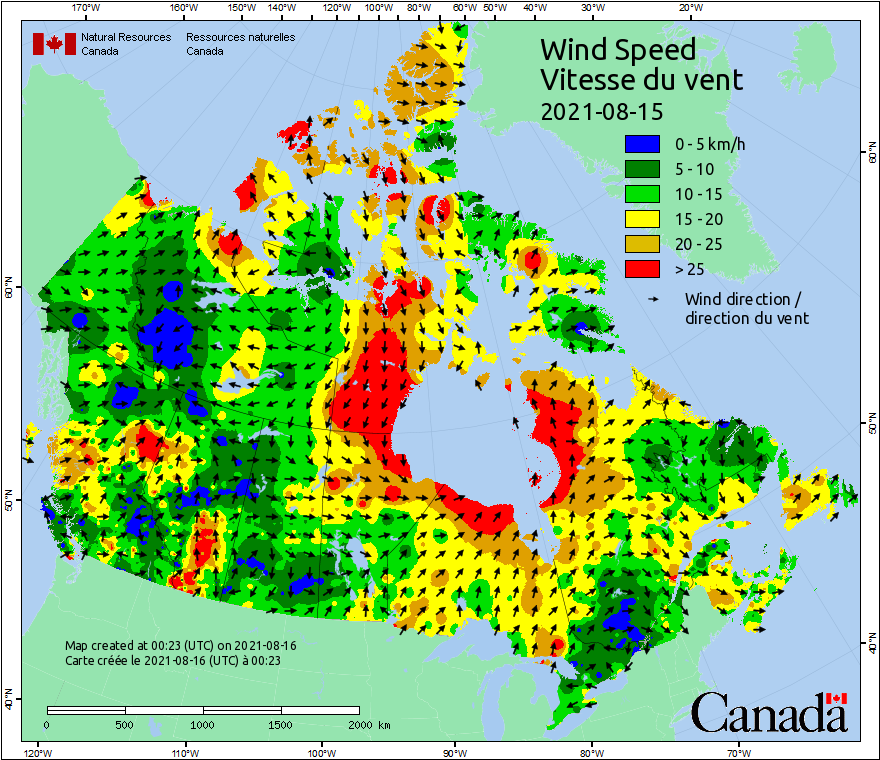 170°W 160°W 150°W 140°W 130°W 120°W 110°W 100°W 90°W 80°W 70°W 60°W 50°W 40°W 30°W 20°W
Natural Resources Canada
Ressources naturelles Canada
Wind Speed
Vitesse du vent
2021-08-15
0 - 5 km/h
5 - 10
10 - 15
15 - 20
20 - 25
> 25
Wind direction /
direction du vent
60°N
60°N
50°N
50°N
40°N
40°N
Map created at 00:23 (UTC) on 2021-08-16
Carte créée le 2021-08-16 (UTC) à 00:23
0 500 1000 1500 2000 km
Canada
120°W 110°W 100°W 90°W 80°W 70°W